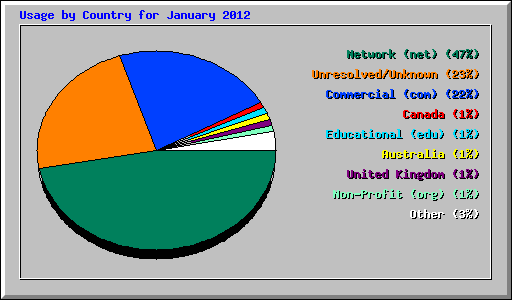 Usage by Country for January 2012
Network (net) (47%)
Unresolved/Unknown (23%)
Commercial (com) (22%)
Canada (1%)
Educational (edu) (1%)
Australia (1%)
United Kingdom (1%)
Non-Profit (org) (1%)
Other (3%)